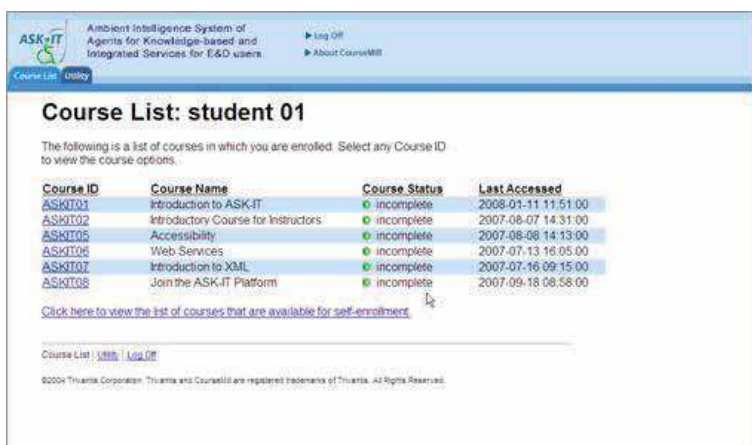 ASK-IT
Ambient Intelligence System of
Agents for Knowledge-based and
Integrated Services for E&D users
Log Off
About CourseMill
Course List Utility
Course List: student 01
The following is a list of courses in which you are enrolled. Select any Course ID
to view the course options.
Course ID Course Name Course Status Last Accessed
ASKIT01 Introduction to ASK-IT incomplete 2008-01-11 11:51:00
ASKIT02 Introductory Course for Instructors incomplete 2007-08-07 14:31:00
ASKIT05 Accessibility incomplete 2007-08-08 14:13:00
ASKIT06 Web Services incomplete 2007-07-13 16:05:00
ASKIT07 Introduction to XML incomplete 2007-07-16 09:15:00
ASKIT08 Join the ASK-IT Platform incomplete 2007-09-18 08:58:00
Click here to view the list of courses that are available for self-enrollment.
Course List | Utility | Log Off
©2004 Trivantis Corporation. Trivantis and CourseMill are registered trademarks of Trivantis. All Rights Reserved.